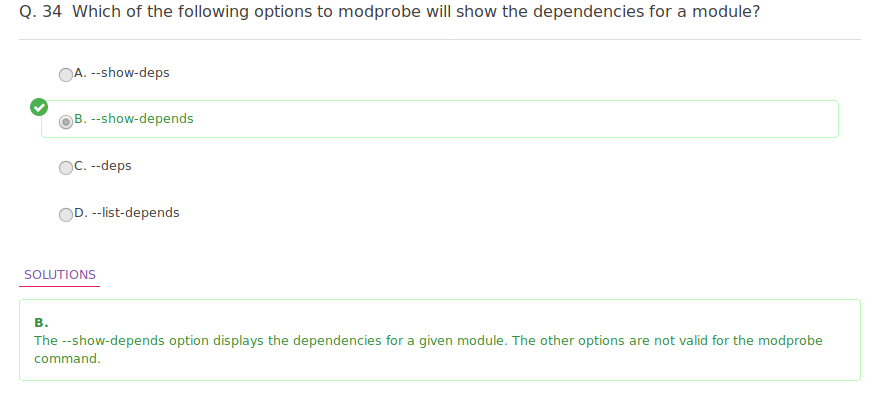 Q. 34 Which of the following options to modprobe will show the dependencies for a module?
A. --show-deps
B. --show-depends
C. --deps
D. --list-depends
SOLUTIONS
B.
The --show-depends option displays the dependencies for a given module. The other options are not valid for the modprobe
command.